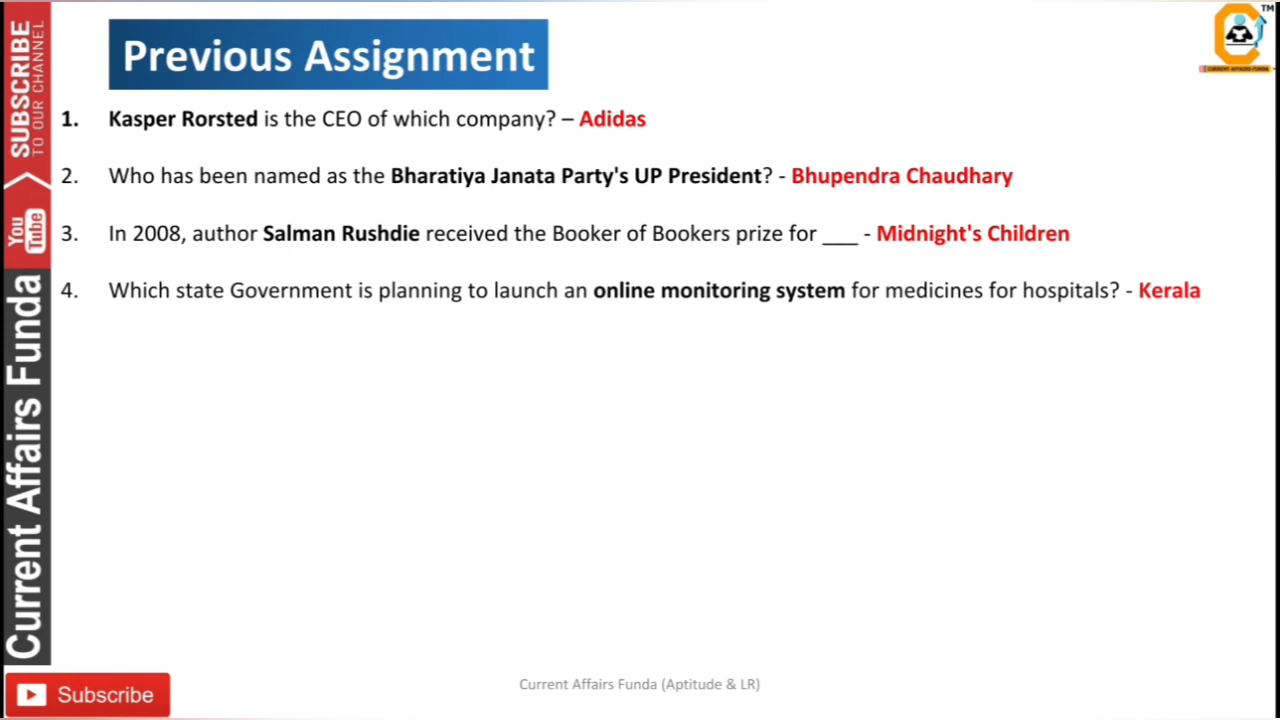 Previous Assignment
1. Kasper Rorsted is the CEO of which company? – Adidas
2. Who has been named as the Bharatiya Janata Party's UP President? - Bhupendra Chaudhary
3. In 2008, author Salman Rushdie received the Booker of Bookers prize for ___ - Midnight's Children
4. Which state Government is planning to launch an online monitoring system for medicines for hospitals? - Kerala
SUBSCRIBE
TO OUR CHANNEL
You
Tube
Current Affairs Funda
TM
CURRENT-AFFAIRS-FUNDA
Subscribe
Current Affairs Funda (Aptitude & LR)